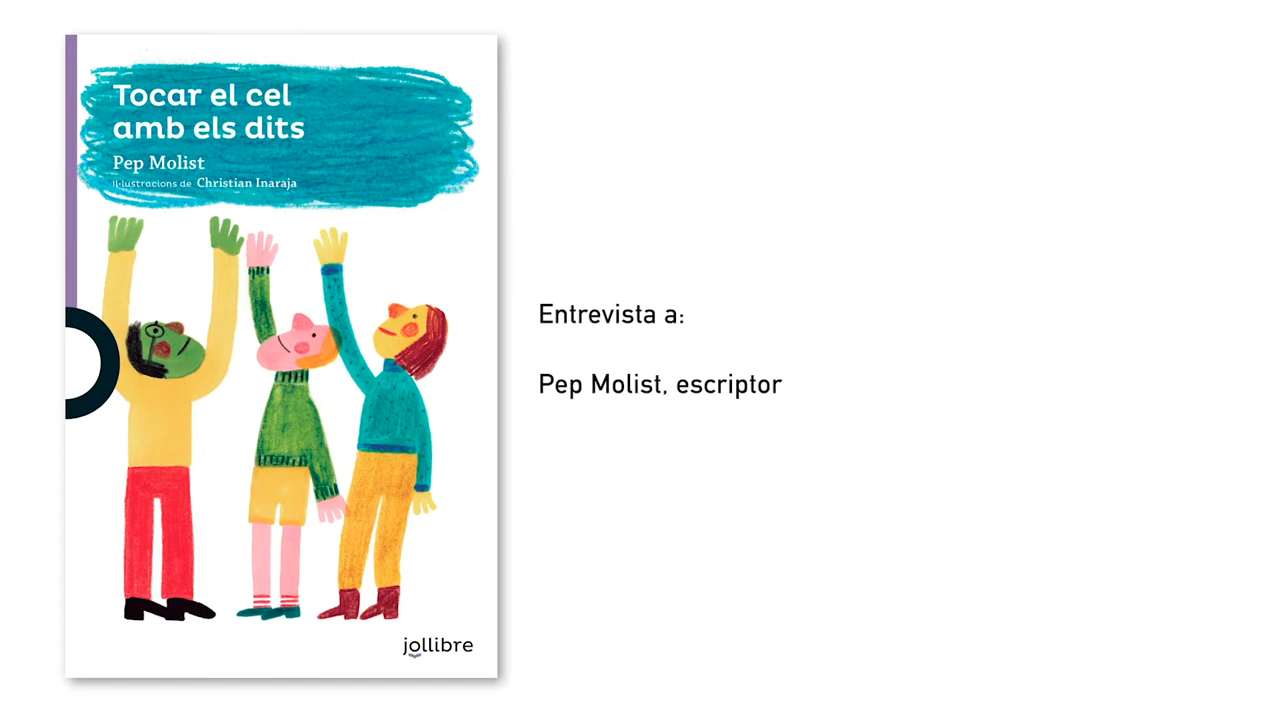 Tocar el cel
amb els dits
Pep Molist
Il·lustracions de Christian Inaraja
jollibre
Entrevista a:
Pep Molist, escriptor